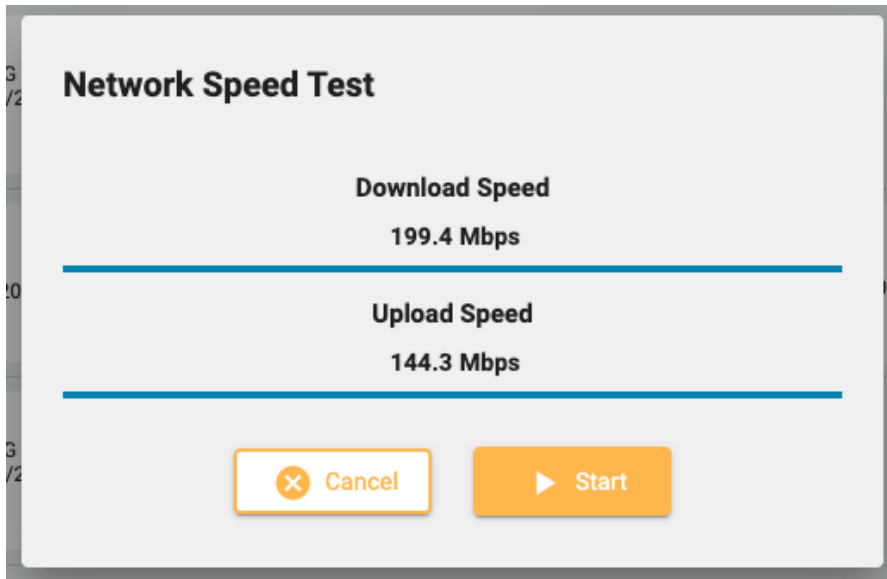 Network Speed Test
Download Speed
199.4 Mbps
Upload Speed
144.3 Mbps
Cancel
Start